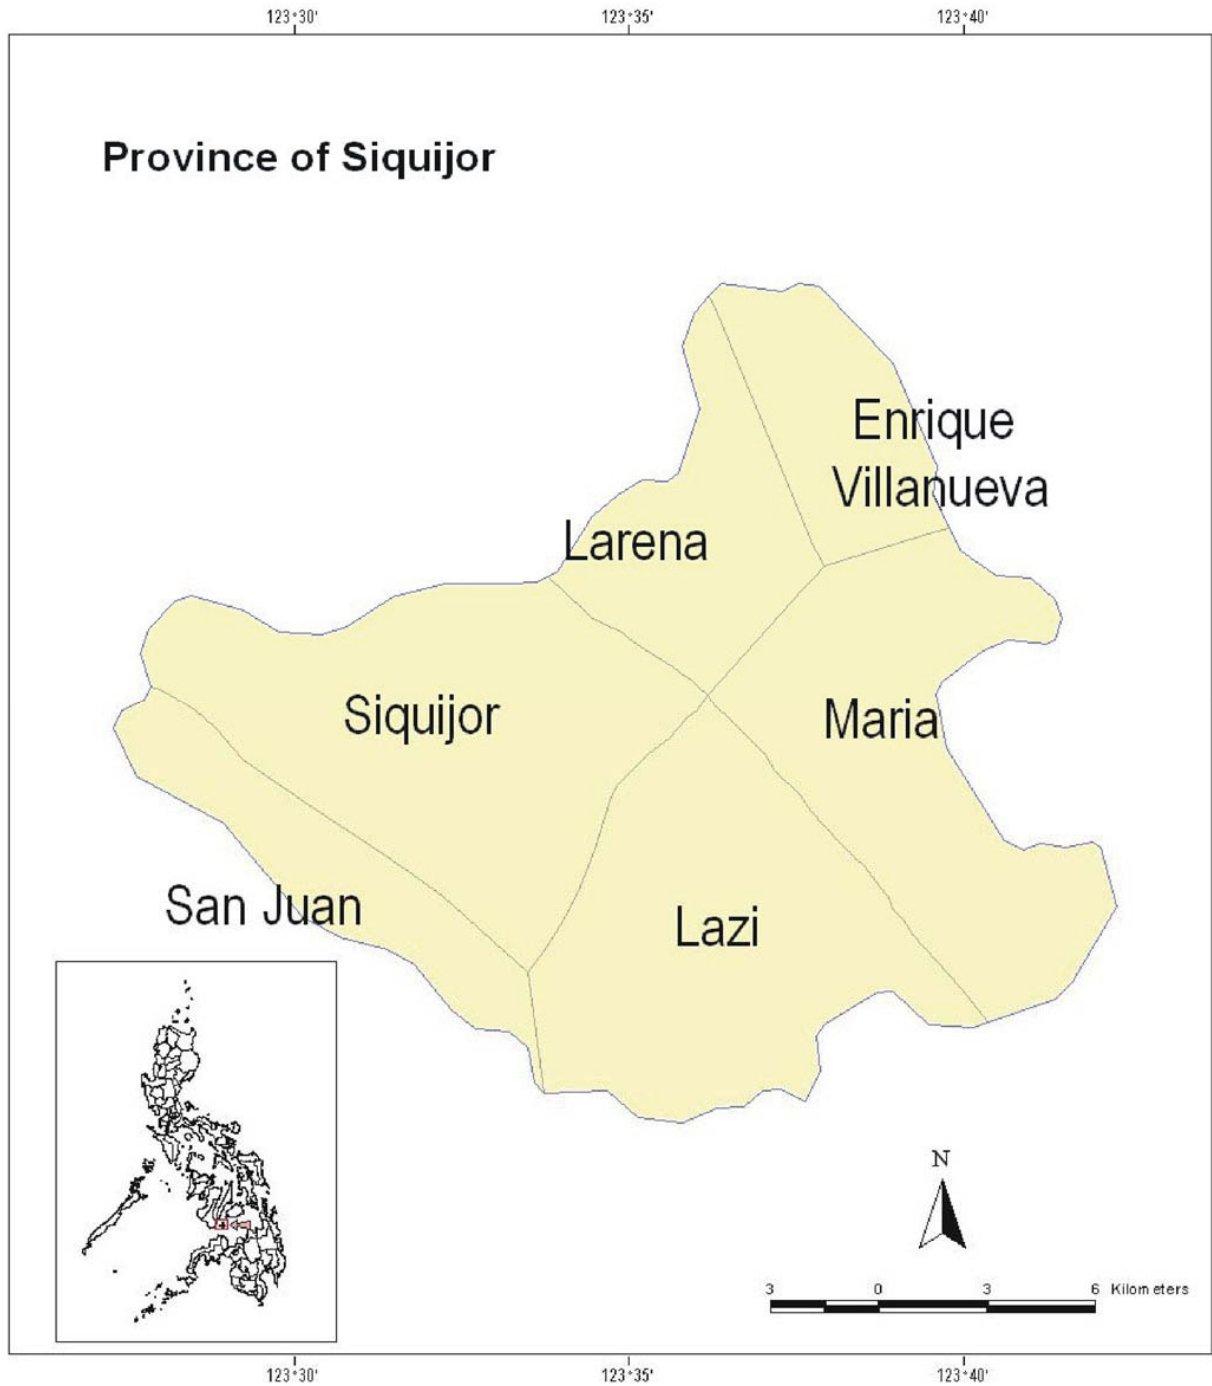 123°30' 123°35' 123°40'
Province of Siquijor
Enrique
Villanueva
Larena
Siquijor
Maria
San Juan
Lazi
N
3 0 3 6 Kilometers
123°30' 123°35' 123°40'